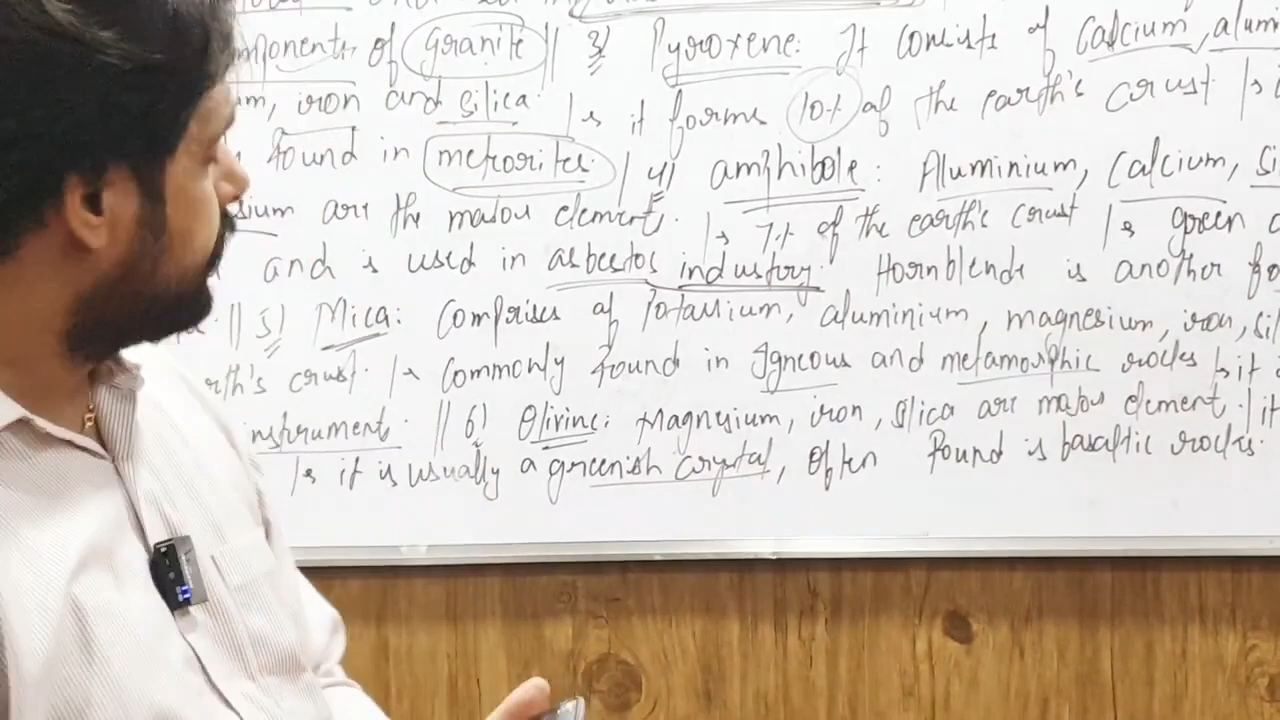 components of Granite || 3) Pyroxene: It consists of Calcium, alum
um, iron and silica. |→ it forms 10% of the earth's crust |→
found in meteorites. | 4) amphibole: Aluminium, Calcium, Si
sium are the major elements. |→ 7% of the earth's crust |→ green
and is used in asbestos industry. Hornblende is another fo
|| 5) Mica: Comprises of Potassium, aluminium, magnesium, iron, sil
rth's crust. |→ Commonly found in Igneous and metamorphic rocks |→ it
instrument. || 6) Olivine: Magnesium, iron, silica are major element. | it
|→ it is usually a greenish crystal, Often found is basaltic rocks.